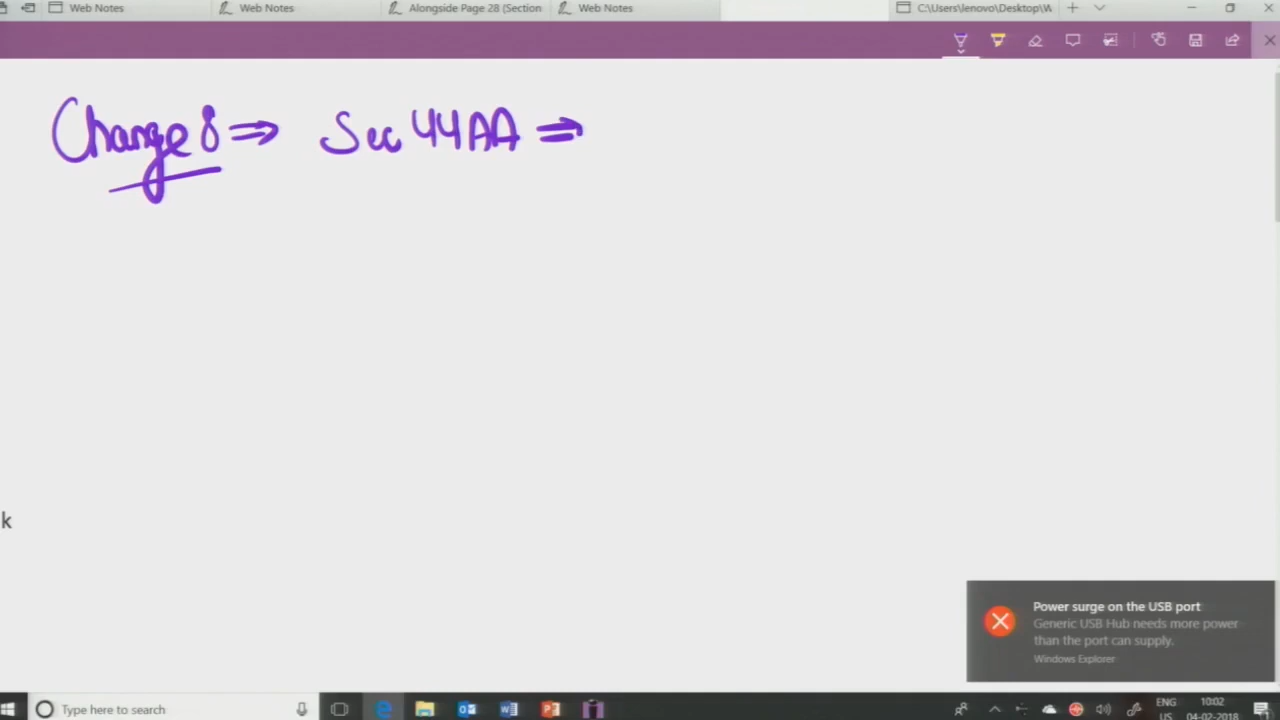 Web Notes Web Notes Alongside Page 28 (Section Web Notes C:\Users\lenovo\Desktop\W
Change 8 ⇒ Sec 44AA ⇒
k
Power surge on the USB port
Generic USB Hub needs more power
than the port can supply.
Windows Explorer
Type here to search
ENG 10:02
US 04-02-2018